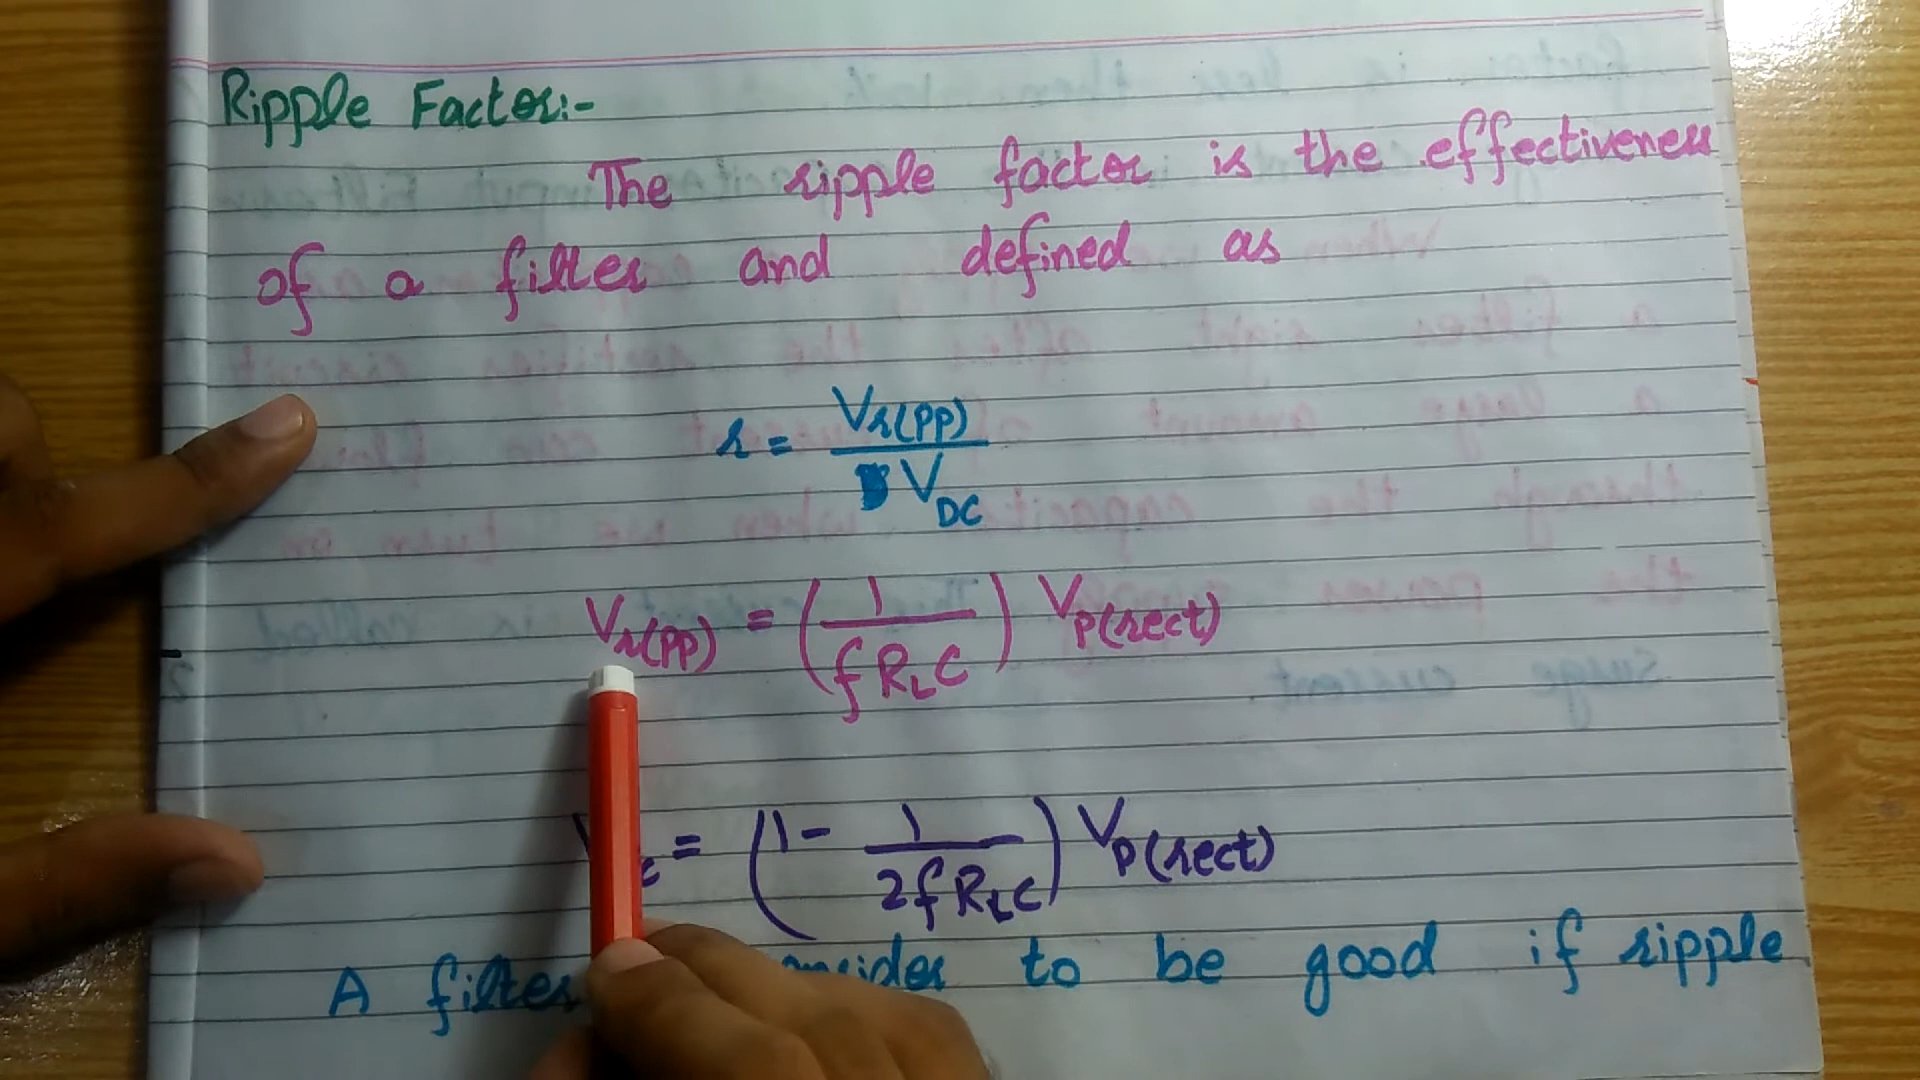 Ripple Factor:-
The ripple factor is the effectiveness
of a filter and defined as
r = Vr(PP) / VDC
Vr(PP) = (1 / fRLC) Vp(rect)
= (1 - 1 / 2fRLC) Vp(rect)
A filter to be good if ripple